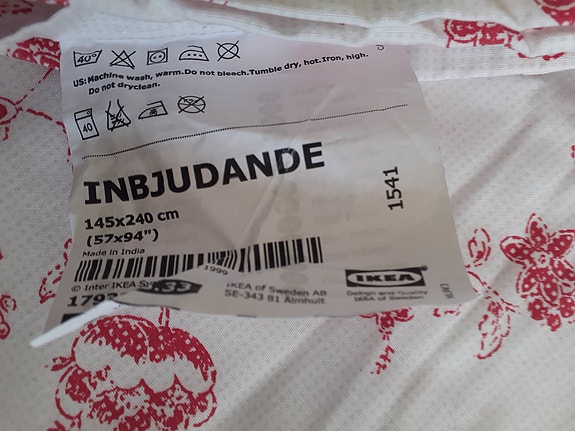 40°
US: Machine wash, warm.Do not bleach.Tumble dry, hot.Iron, high.
Do not dryclean.
40
INBJUDANDE
145x240 cm
(57x94")
Made in India
1541
1999
© Inter IKEA
IKEA of Sweden AB
SE-343 81 Älmhult
IKEA
Design and Quality
IKEA of Sweden